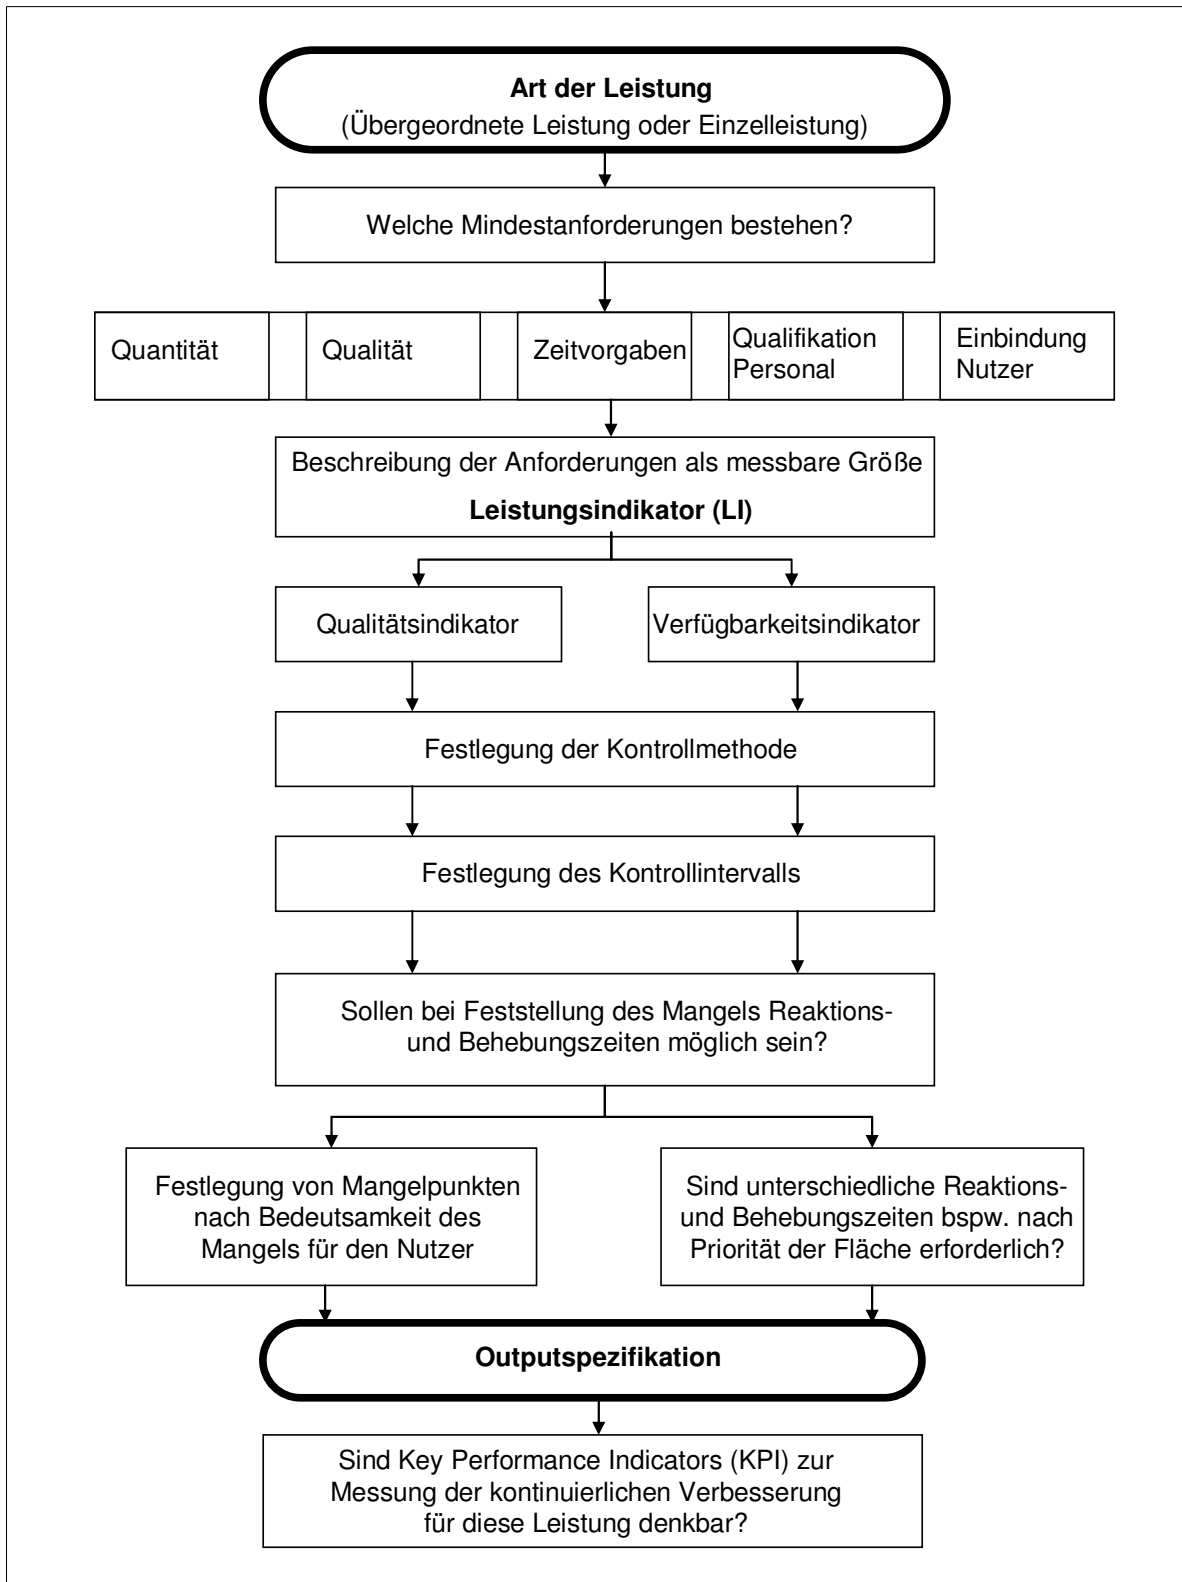 Art der Leistung
(Übergeordnete Leistung oder Einzelleistung)
Welche Mindestanforderungen bestehen?
Quantität
Qualität
Zeitvorgaben
Qualifikation
Personal
Einbindung
Nutzer
Beschreibung der Anforderungen als messbare Größe
Leistungsindikator (LI)
Qualitätsindikator
Verfügbarkeitsindikator
Festlegung der Kontrollmethode
Festlegung des Kontrollintervalls
Sollen bei Feststellung des Mangels Reaktions-
und Behebungszeiten möglich sein?
Festlegung von Mangelpunkten
nach Bedeutsamkeit des
Mangels für den Nutzer
Sind unterschiedliche Reaktions-
und Behebungszeiten bspw. nach
Priorität der Fläche erforderlich?
Outputspezifikation
Sind Key Performance Indicators (KPI) zur
Messung der kontinuierlichen Verbesserung
für diese Leistung denkbar?